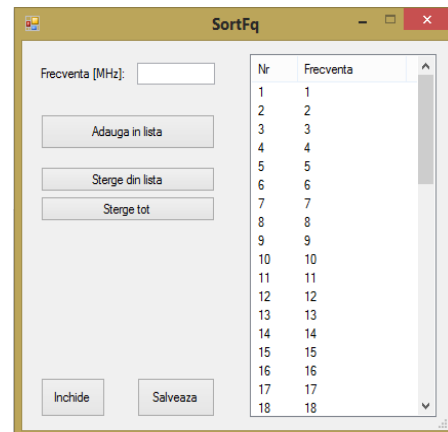 SortFq
Frecventa [MHz]:
Adauga in lista
Sterge din lista
Sterge tot
Inchide
Salveaza
Nr Frecventa
1 1
2 2
3 3
4 4
5 5
6 6
7 7
8 8
9 9
10 10
11 11
12 12
13 13
14 14
15 15
16 16
17 17
18 18